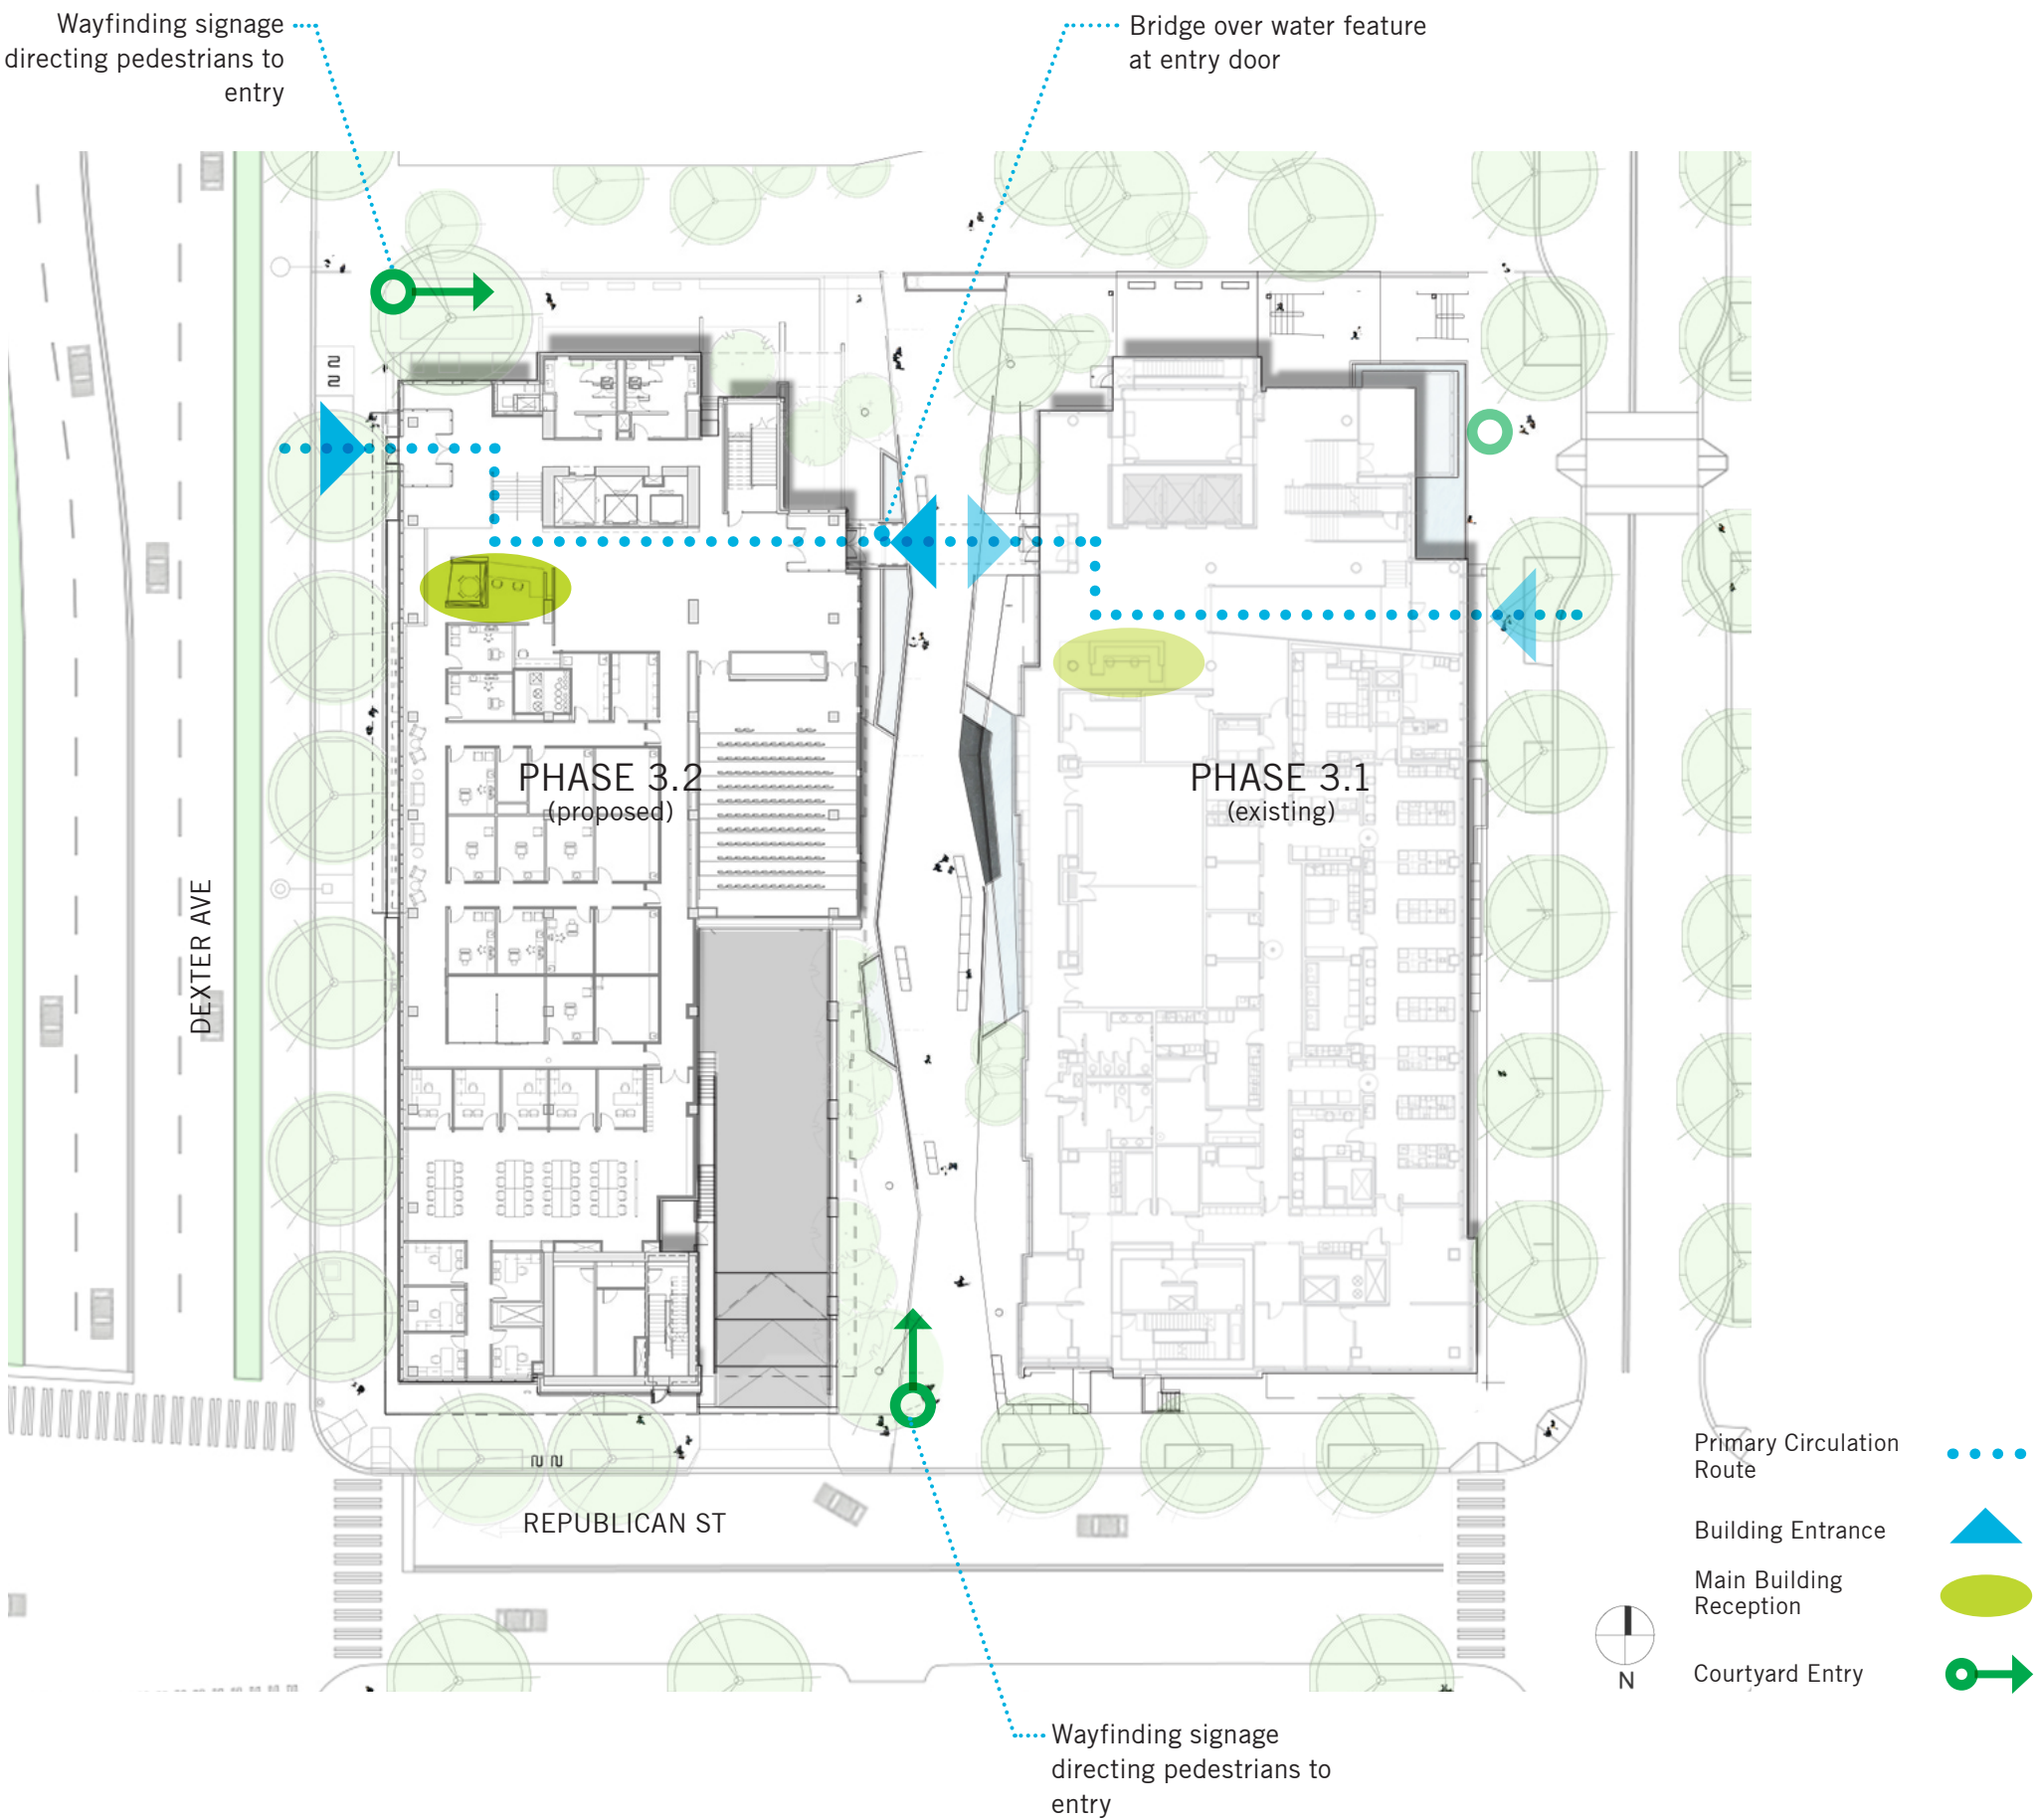 Wayfinding signage
directing pedestrians to
entry
Bridge over water feature
at entry door
PHASE 3.2
(proposed)
PHASE 3.1
(existing)
DEXTER AVE
REPUBLICAN ST
Primary Circulation
Route
Building Entrance
Main Building
Reception
Courtyard Entry
N
Wayfinding signage
directing pedestrians to
entry